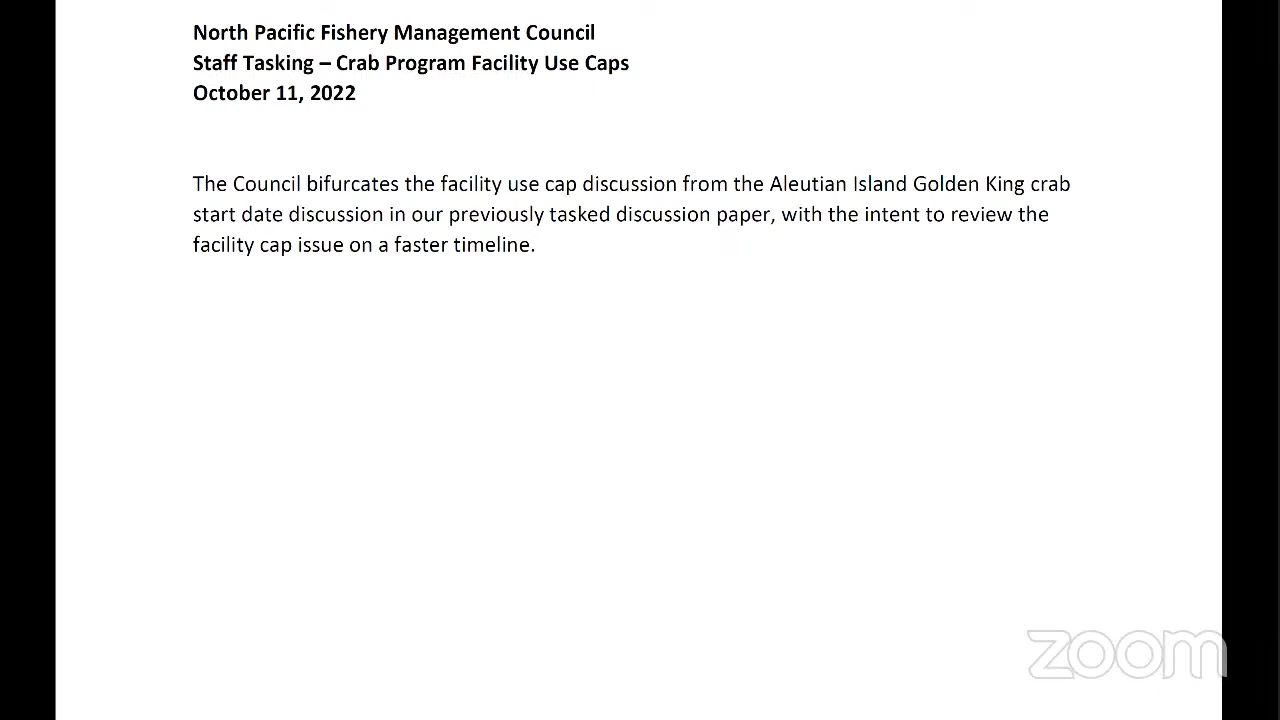 North Pacific Fishery Management Council
Staff Tasking – Crab Program Facility Use Caps
October 11, 2022
The Council bifurcates the facility use cap discussion from the Aleutian Island Golden King crab
start date discussion in our previously tasked discussion paper, with the intent to review the
facility cap issue on a faster timeline.
zoom